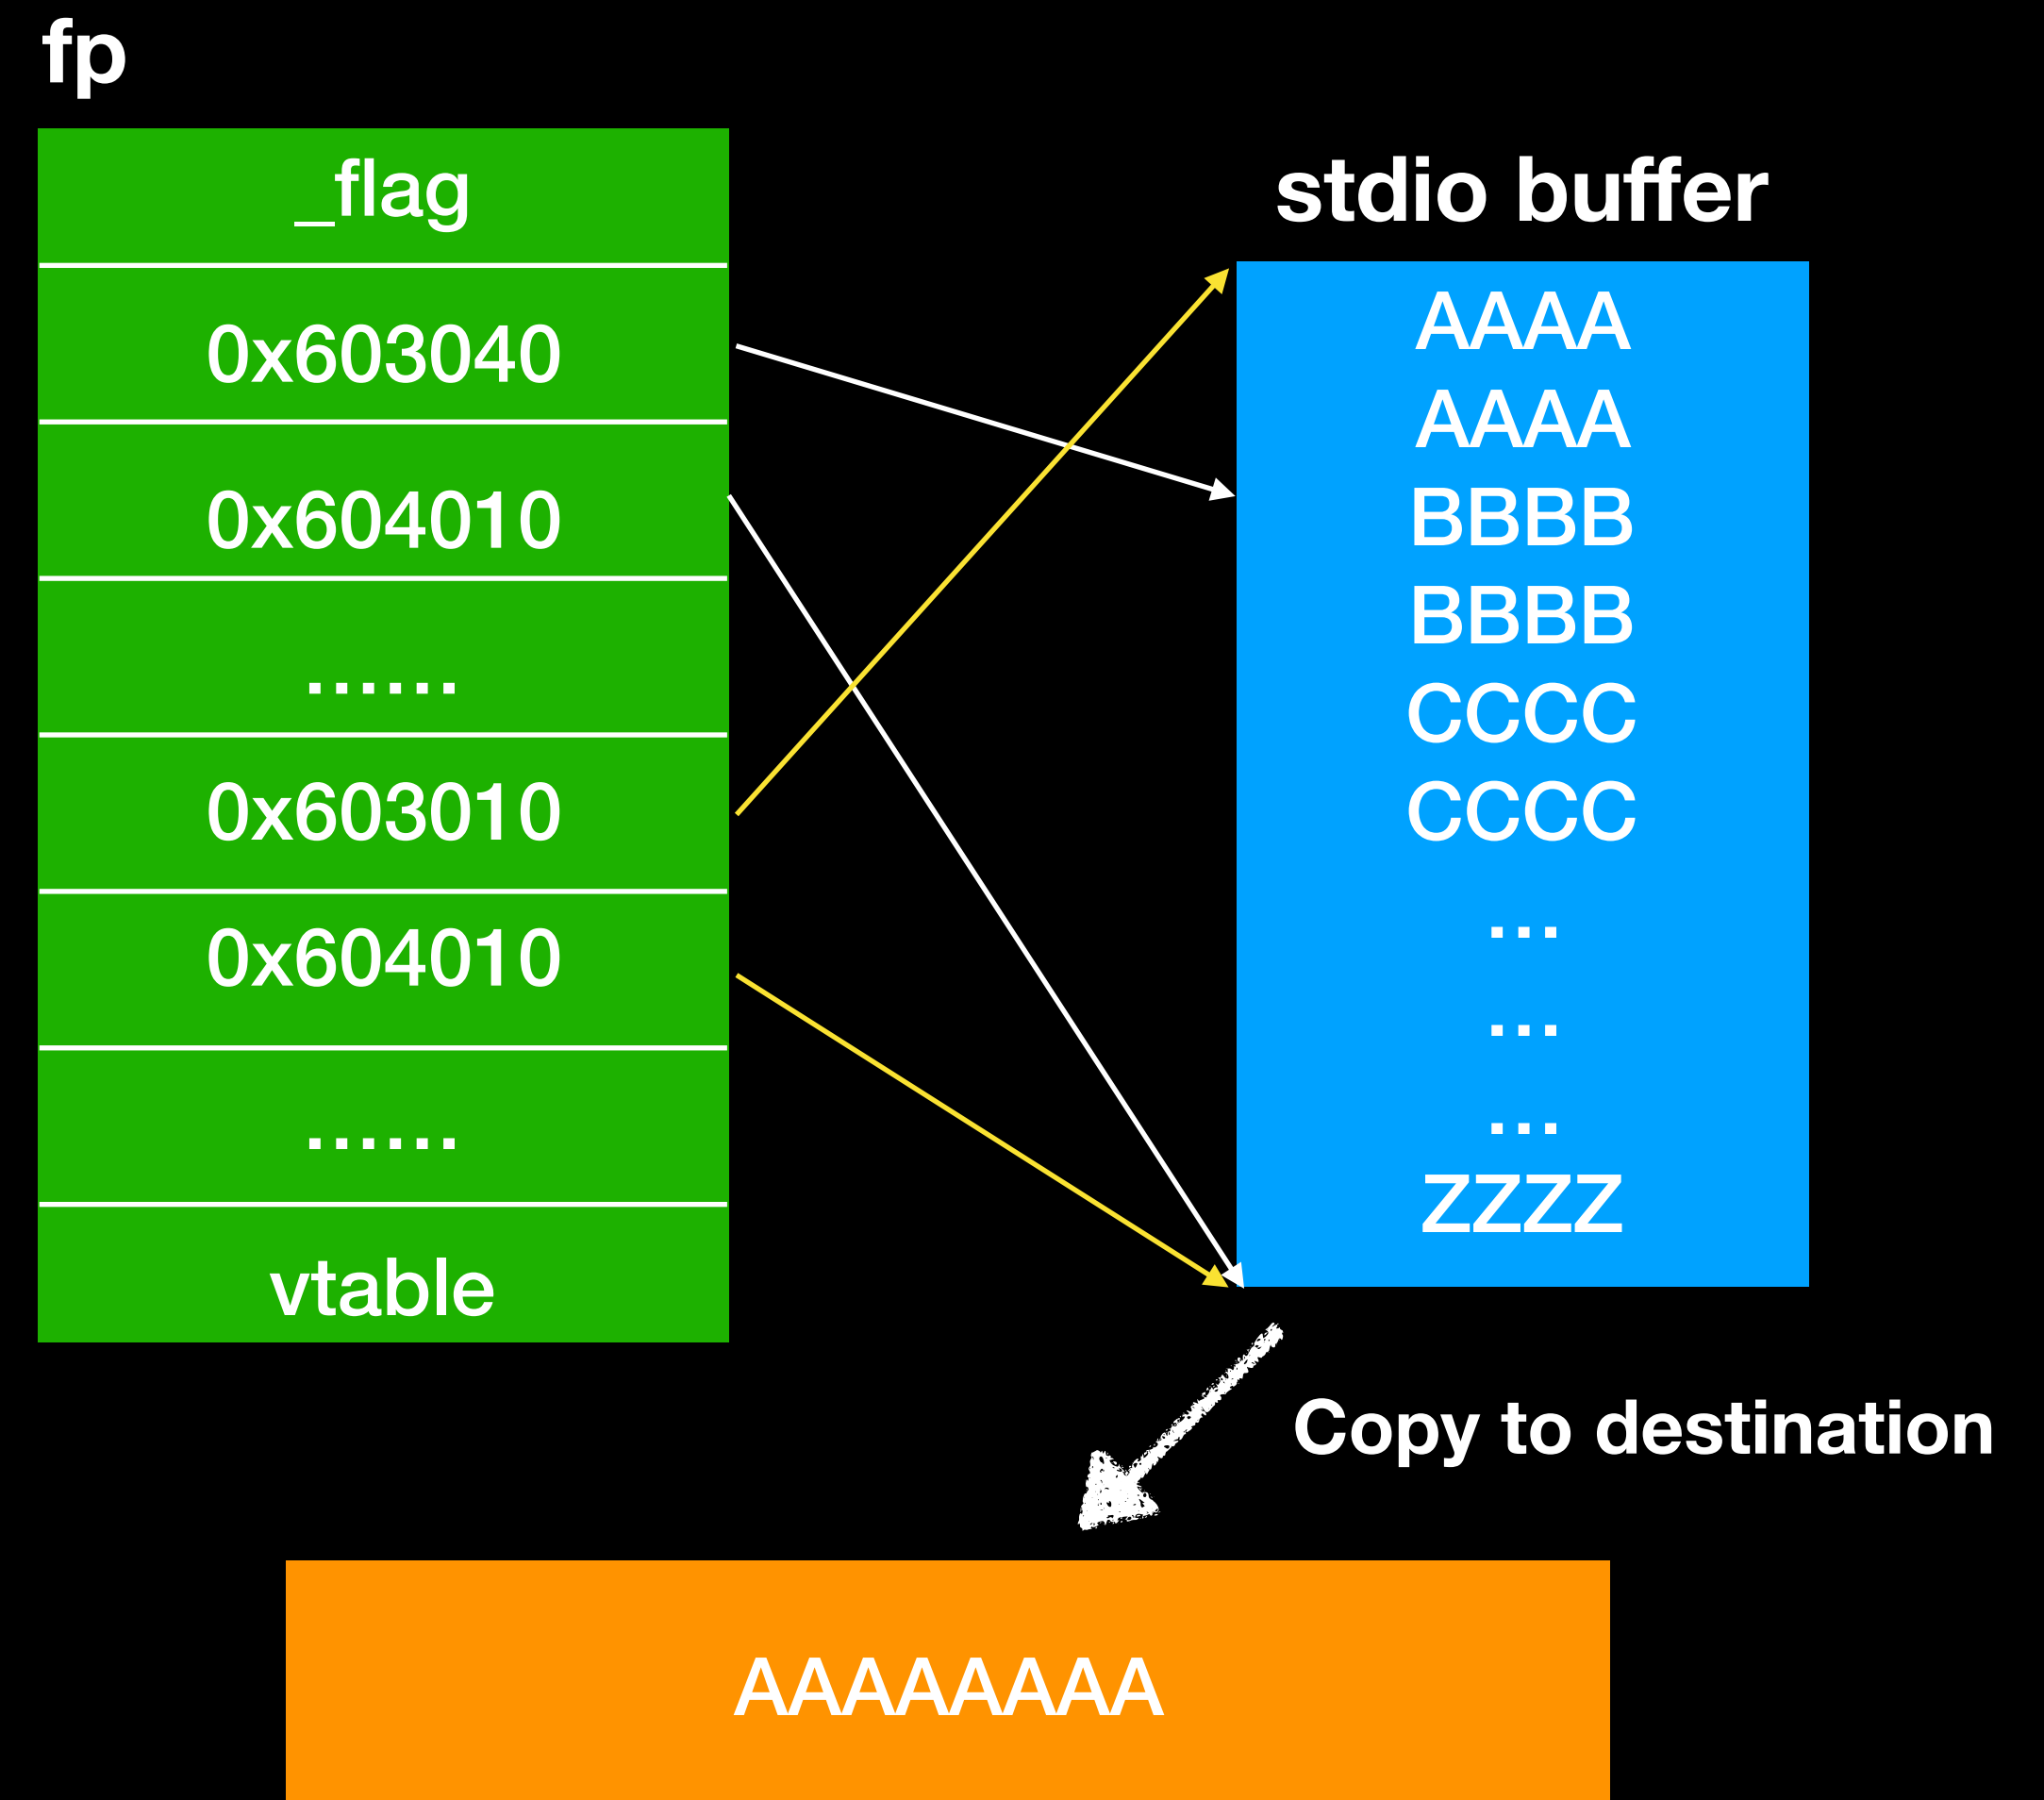 fp
_flag
0x603040
0x604010
......
0x603010
0x604010
......
vtable
stdio buffer
AAAA
AAAA
BBBB
BBBB
CCCC
CCCC
...
...
...
ZZZZ
Copy to destination
AAAAAAAA